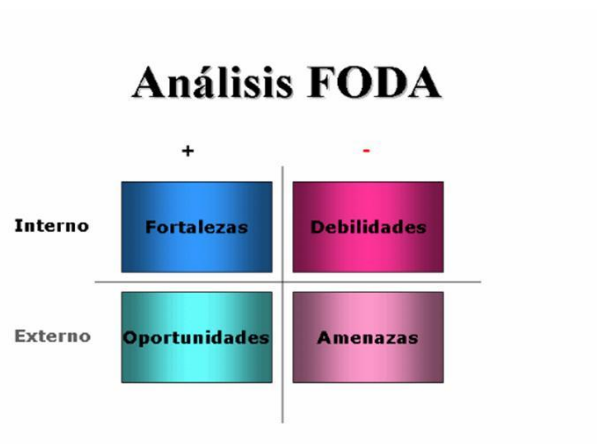 Análisis FODA
+ -
Interno Fortalezas Debilidades
Externo Oportunidades Amenazas